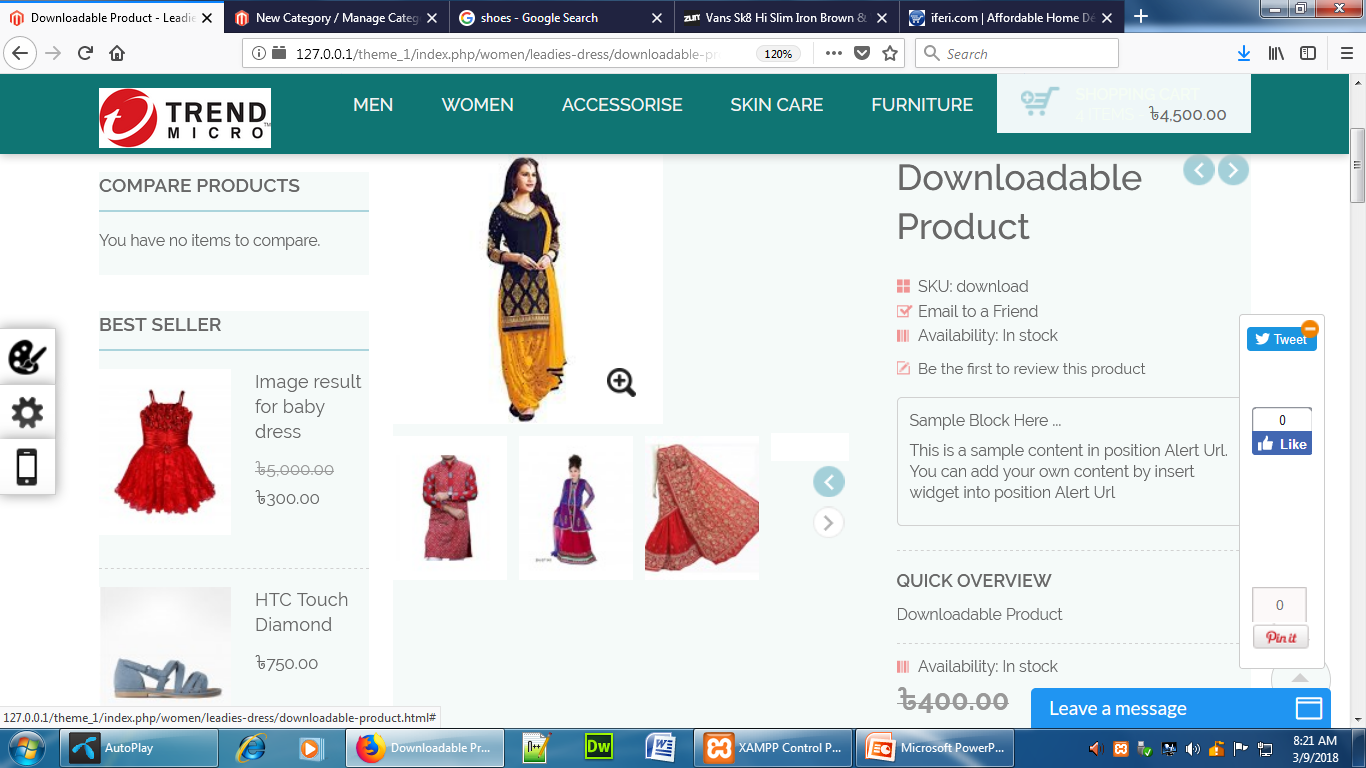 Downloadable Product - Leadie
New Category / Manage Categ
shoes - Google Search
Vans Sk8 Hi Slim Iron Brown &
iferi.com | Affordable Home De
127.0.0.1/theme_1/index.php/women/leadies-dress/downloadable-pr
120%
Search
TREND
MICRO
MEN
WOMEN
ACCESSORISE
SKIN CARE
FURNITURE
SHOPPING CART
৳4,500.00
COMPARE PRODUCTS
You have no items to compare.
BEST SELLER
Image result
for baby
dress
৳5,000.00
৳300.00
HTC Touch
Diamond
৳750.00
Downloadable
Product
SKU: download
Email to a Friend
Availability: In stock
Be the first to review this product
Sample Block Here ...
This is a sample content in position Alert Url.
You can add your own content by insert
widget into position Alert Url
QUICK OVERVIEW
Downloadable Product
Availability: In stock
৳400.00
Tweet
0
Like
0
Pin it
Leave a message
127.0.0.1/theme_1/index.php/women/leadies-dress/downloadable-product.html#
AutoPlay
Downloadable Pr...
XAMPP Control P...
Microsoft PowerP...
8:21 AM
3/9/2018